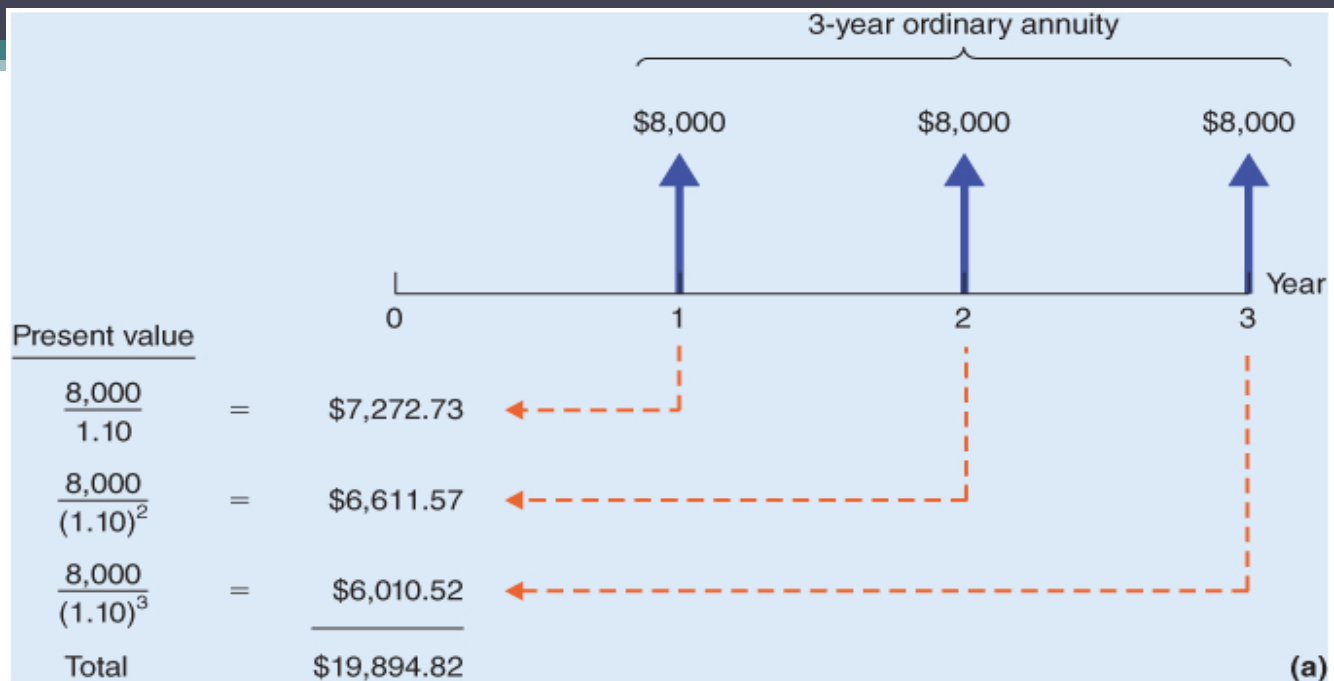 3-year ordinary annuity
$8,000 $8,000 $8,000
Year
0 1 2 3
Present value
8,000
1.10 = $7,272.73
8,000
(1.10)² = $6,611.57
8,000
(1.10)³ = $6,010.52
Total $19,894.82
(a)